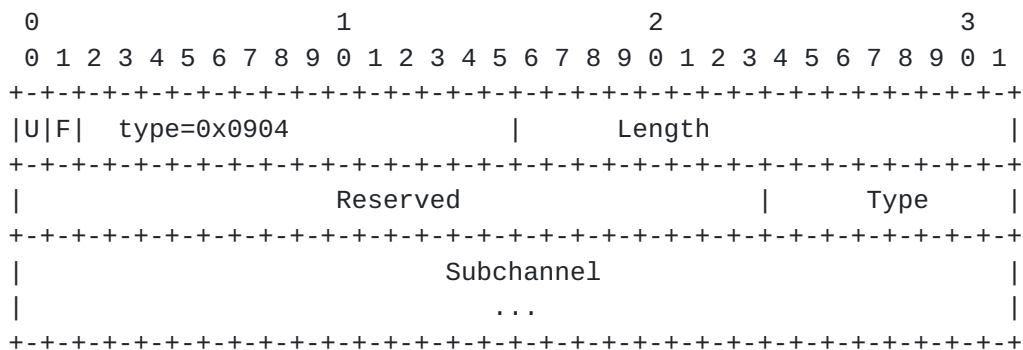 0                   1                   2                   3
 0 1 2 3 4 5 6 7 8 9 0 1 2 3 4 5 6 7 8 9 0 1 2 3 4 5 6 7 8 9 0 1
+-+-+-+-+-+-+-+-+-+-+-+-+-+-+-+-+-+-+-+-+-+-+-+-+-+-+-+-+-+-+-+-+
|U|F|  type=0x0904              |      Length                   |
+-+-+-+-+-+-+-+-+-+-+-+-+-+-+-+-+-+-+-+-+-+-+-+-+-+-+-+-+-+-+-+-+
|                    Reserved                   |      Type     |
+-+-+-+-+-+-+-+-+-+-+-+-+-+-+-+-+-+-+-+-+-+-+-+-+-+-+-+-+-+-+-+-+
|                           Subchannel                          |
|                              ...                              |
+-+-+-+-+-+-+-+-+-+-+-+-+-+-+-+-+-+-+-+-+-+-+-+-+-+-+-+-+-+-+-+-+